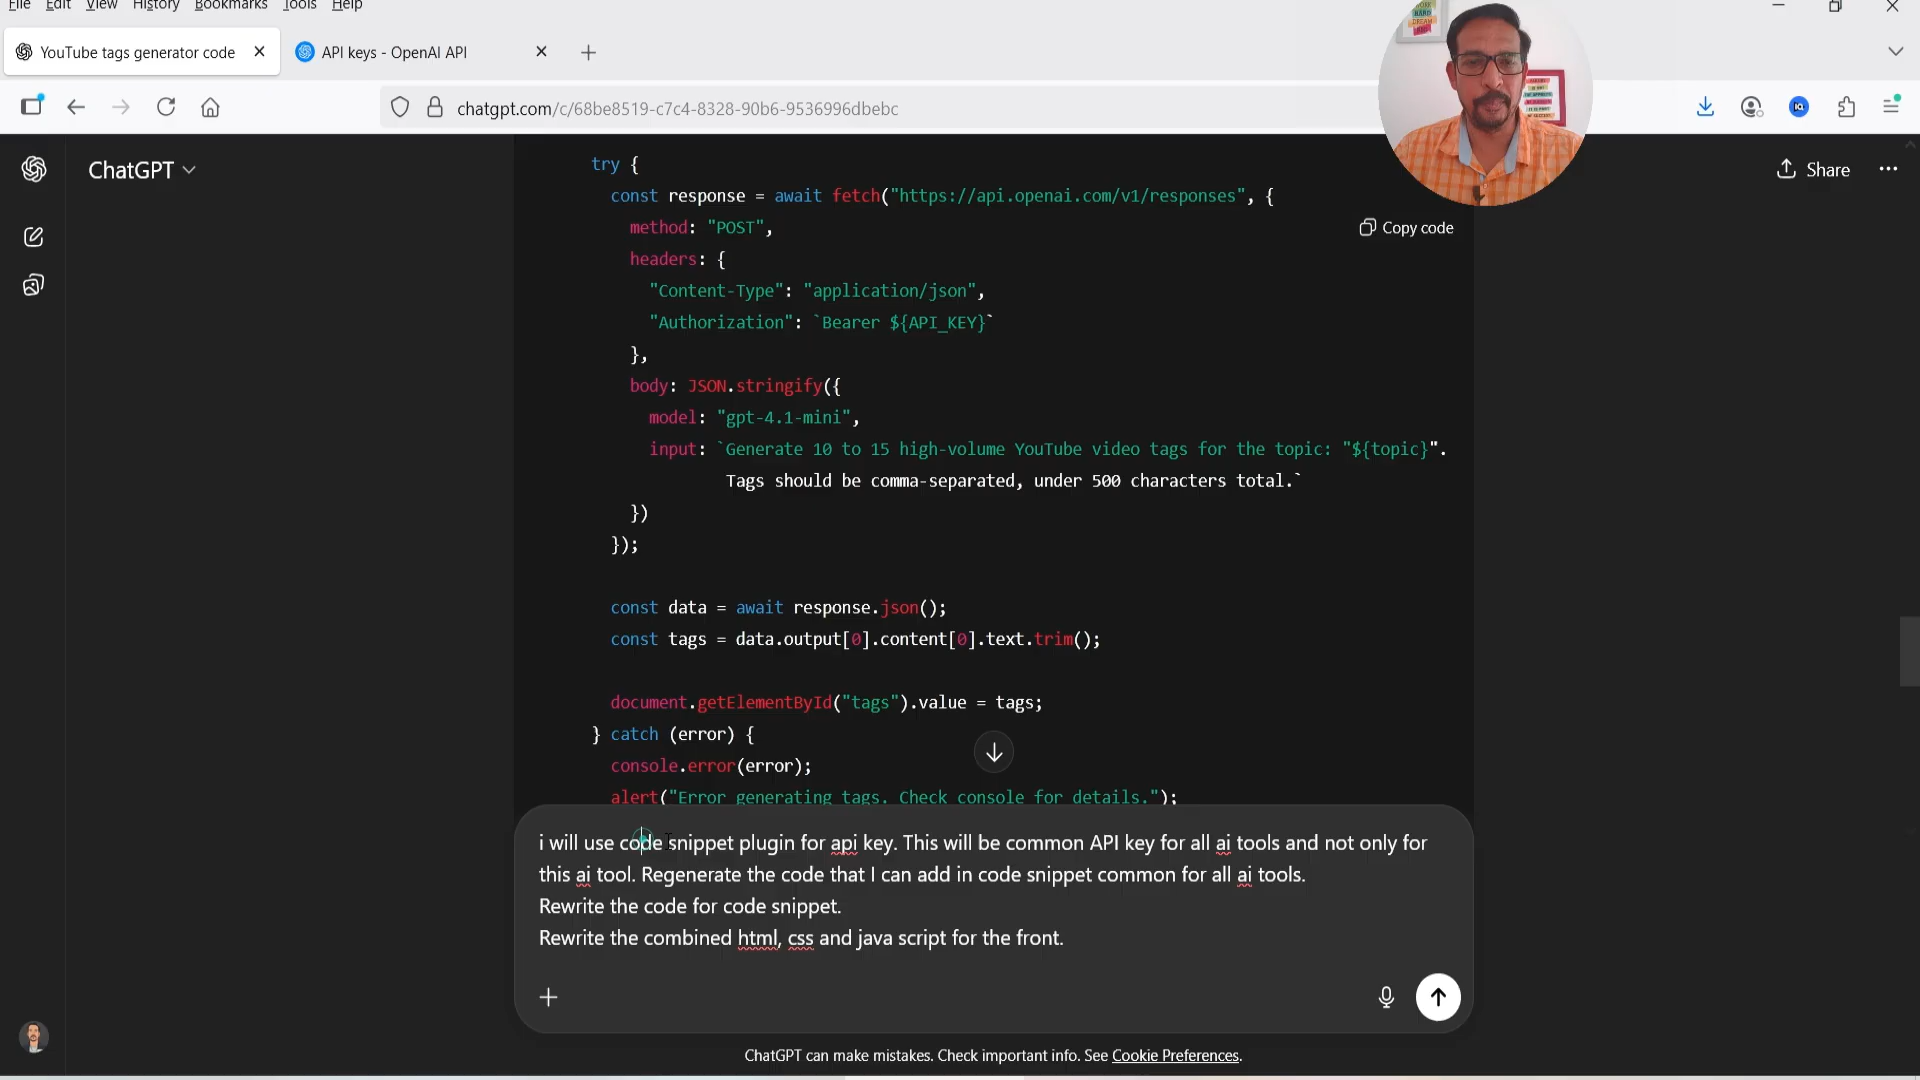 File Edit View History Bookmarks Tools Help
YouTube tags generator code
API keys - OpenAI API
chatgpt.com/c/68be8519-c7c4-8328-90b6-9536996dbebc
ChatGPT
Share
Copy code
try {
const response = await fetch("https://api.openai.com/v1/responses", {
method: "POST",
headers: {
"Content-Type": "application/json",
"Authorization": `Bearer ${API_KEY}`
},
body: JSON.stringify({
model: "gpt-4.1-mini",
input: `Generate 10 to 15 high-volume YouTube video tags for the topic: "${topic}".
Tags should be comma-separated, under 500 characters total.`
})
});
const data = await response.json();
const tags = data.output[0].content[0].text.trim();
document.getElementById("tags").value = tags;
} catch (error) {
console.error(error);
alert("Error generating tags. Check console for details.");
i will use code snippet plugin for api key. This will be common API key for all ai tools and not only for
this ai tool. Regenerate the code that I can add in code snippet common for all ai tools.
Rewrite the code for code snippet.
Rewrite the combined html, css and java script for the front.
ChatGPT can make mistakes. Check important info. See Cookie Preferences.